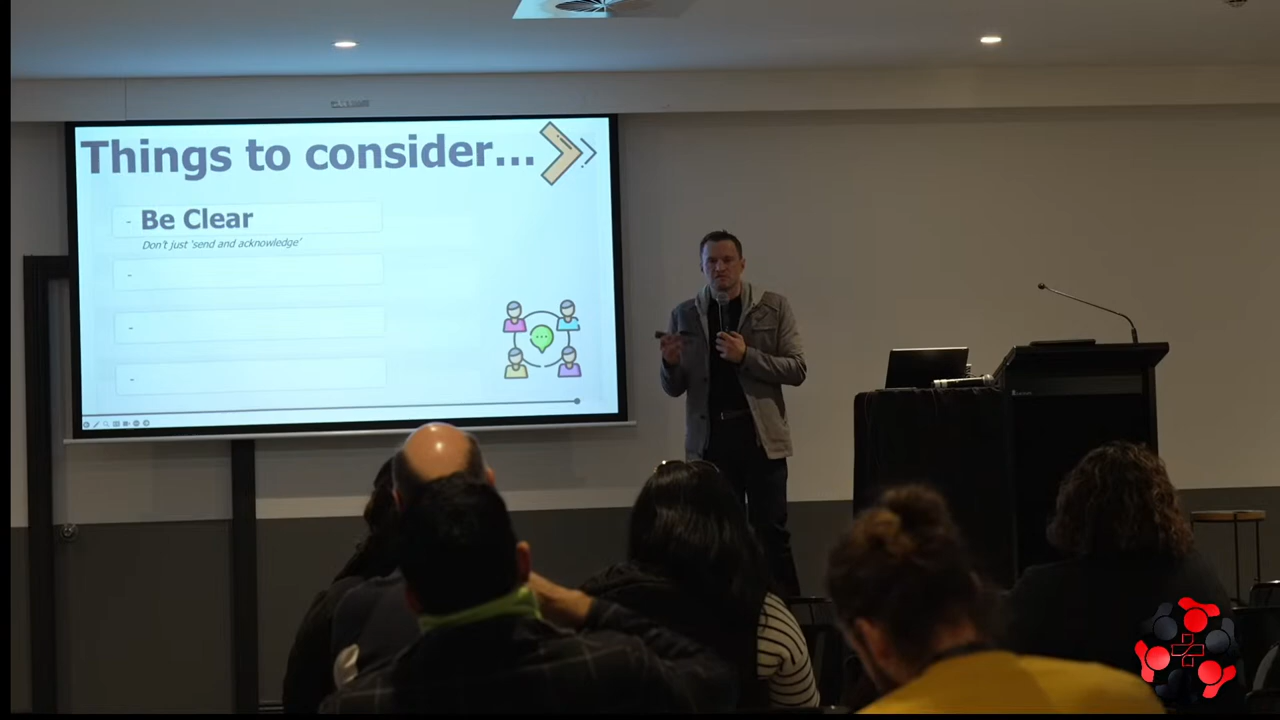 Things to consider...
- Be Clear
Don't just 'send and acknowledge'
-
-
-